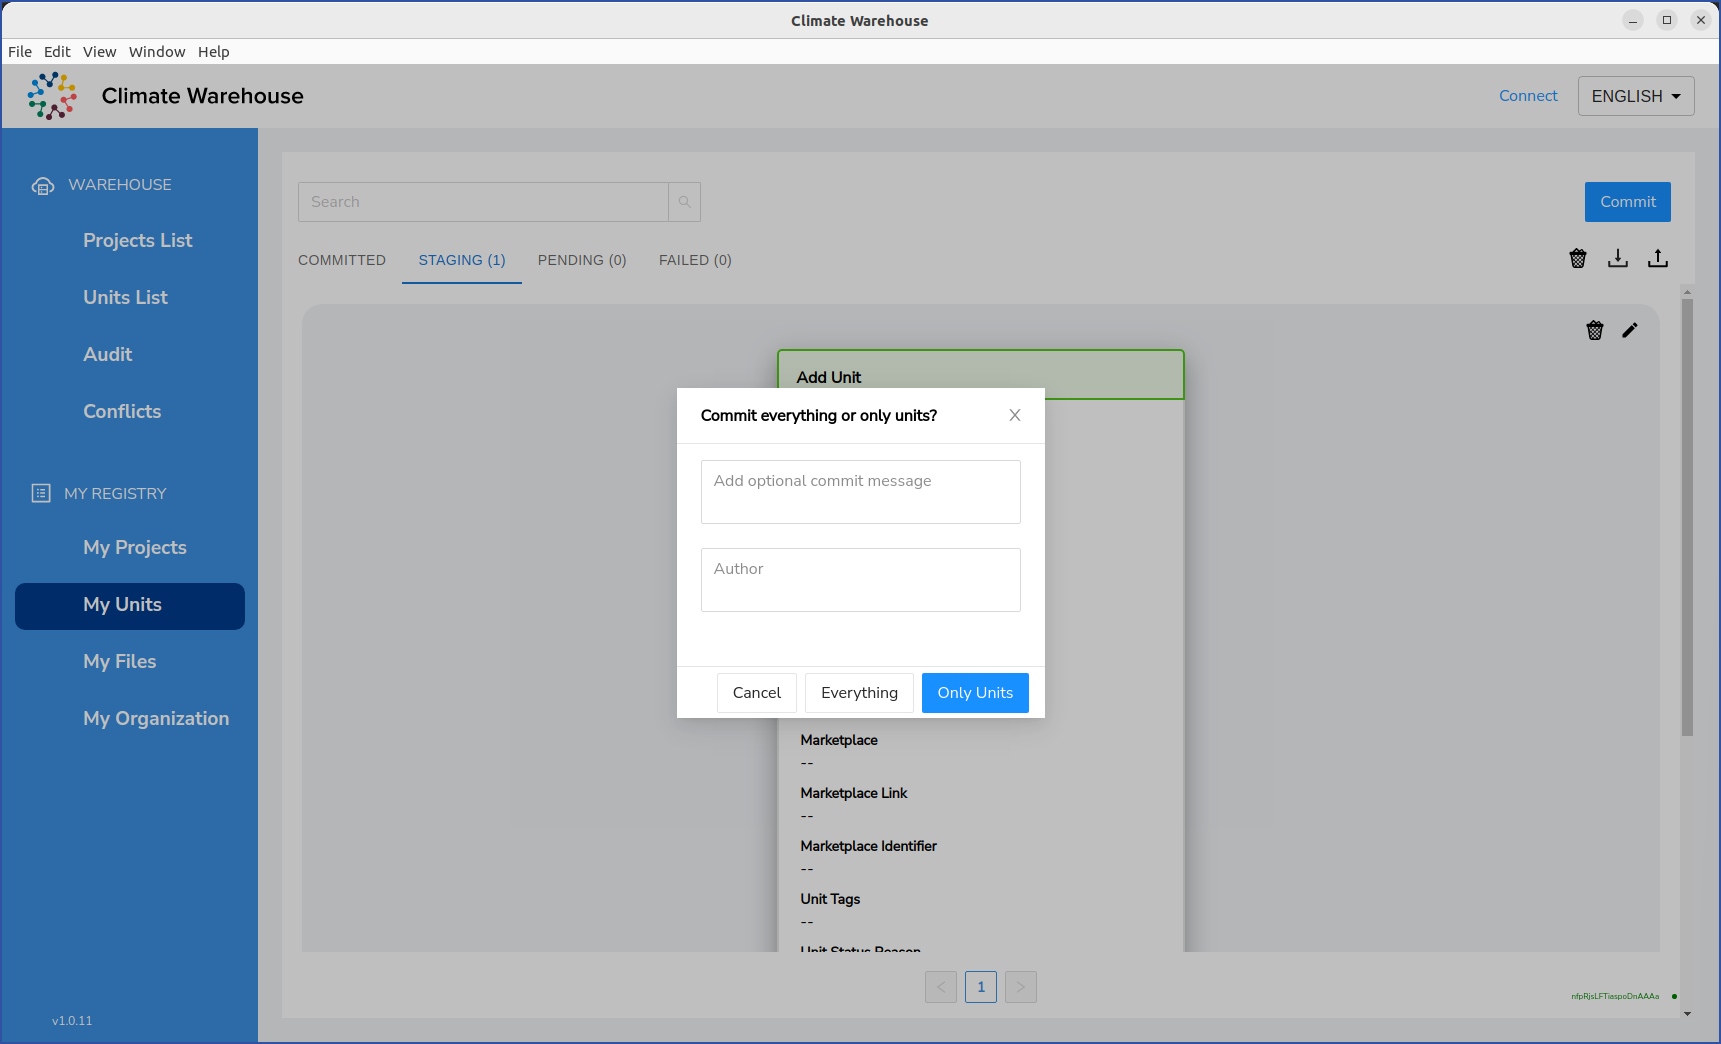 Climate Warehouse
File Edit View Window Help
Climate Warehouse
Connect
ENGLISH
WAREHOUSE
Projects List
Units List
Audit
Conflicts
MY REGISTRY
My Projects
My Units
My Files
My Organization
v1.0.11
Search
Commit
COMMITTED
STAGING (1)
PENDING (0)
FAILED (0)
Add Unit
Commit everything or only units?
Add optional commit message
Author
Cancel
Everything
Only Units
Marketplace
--
Marketplace Link
--
Marketplace Identifier
--
Unit Tags
--
Unit Status Reason
< 1 >
nfpRjsLFTiaspoDnAAAa